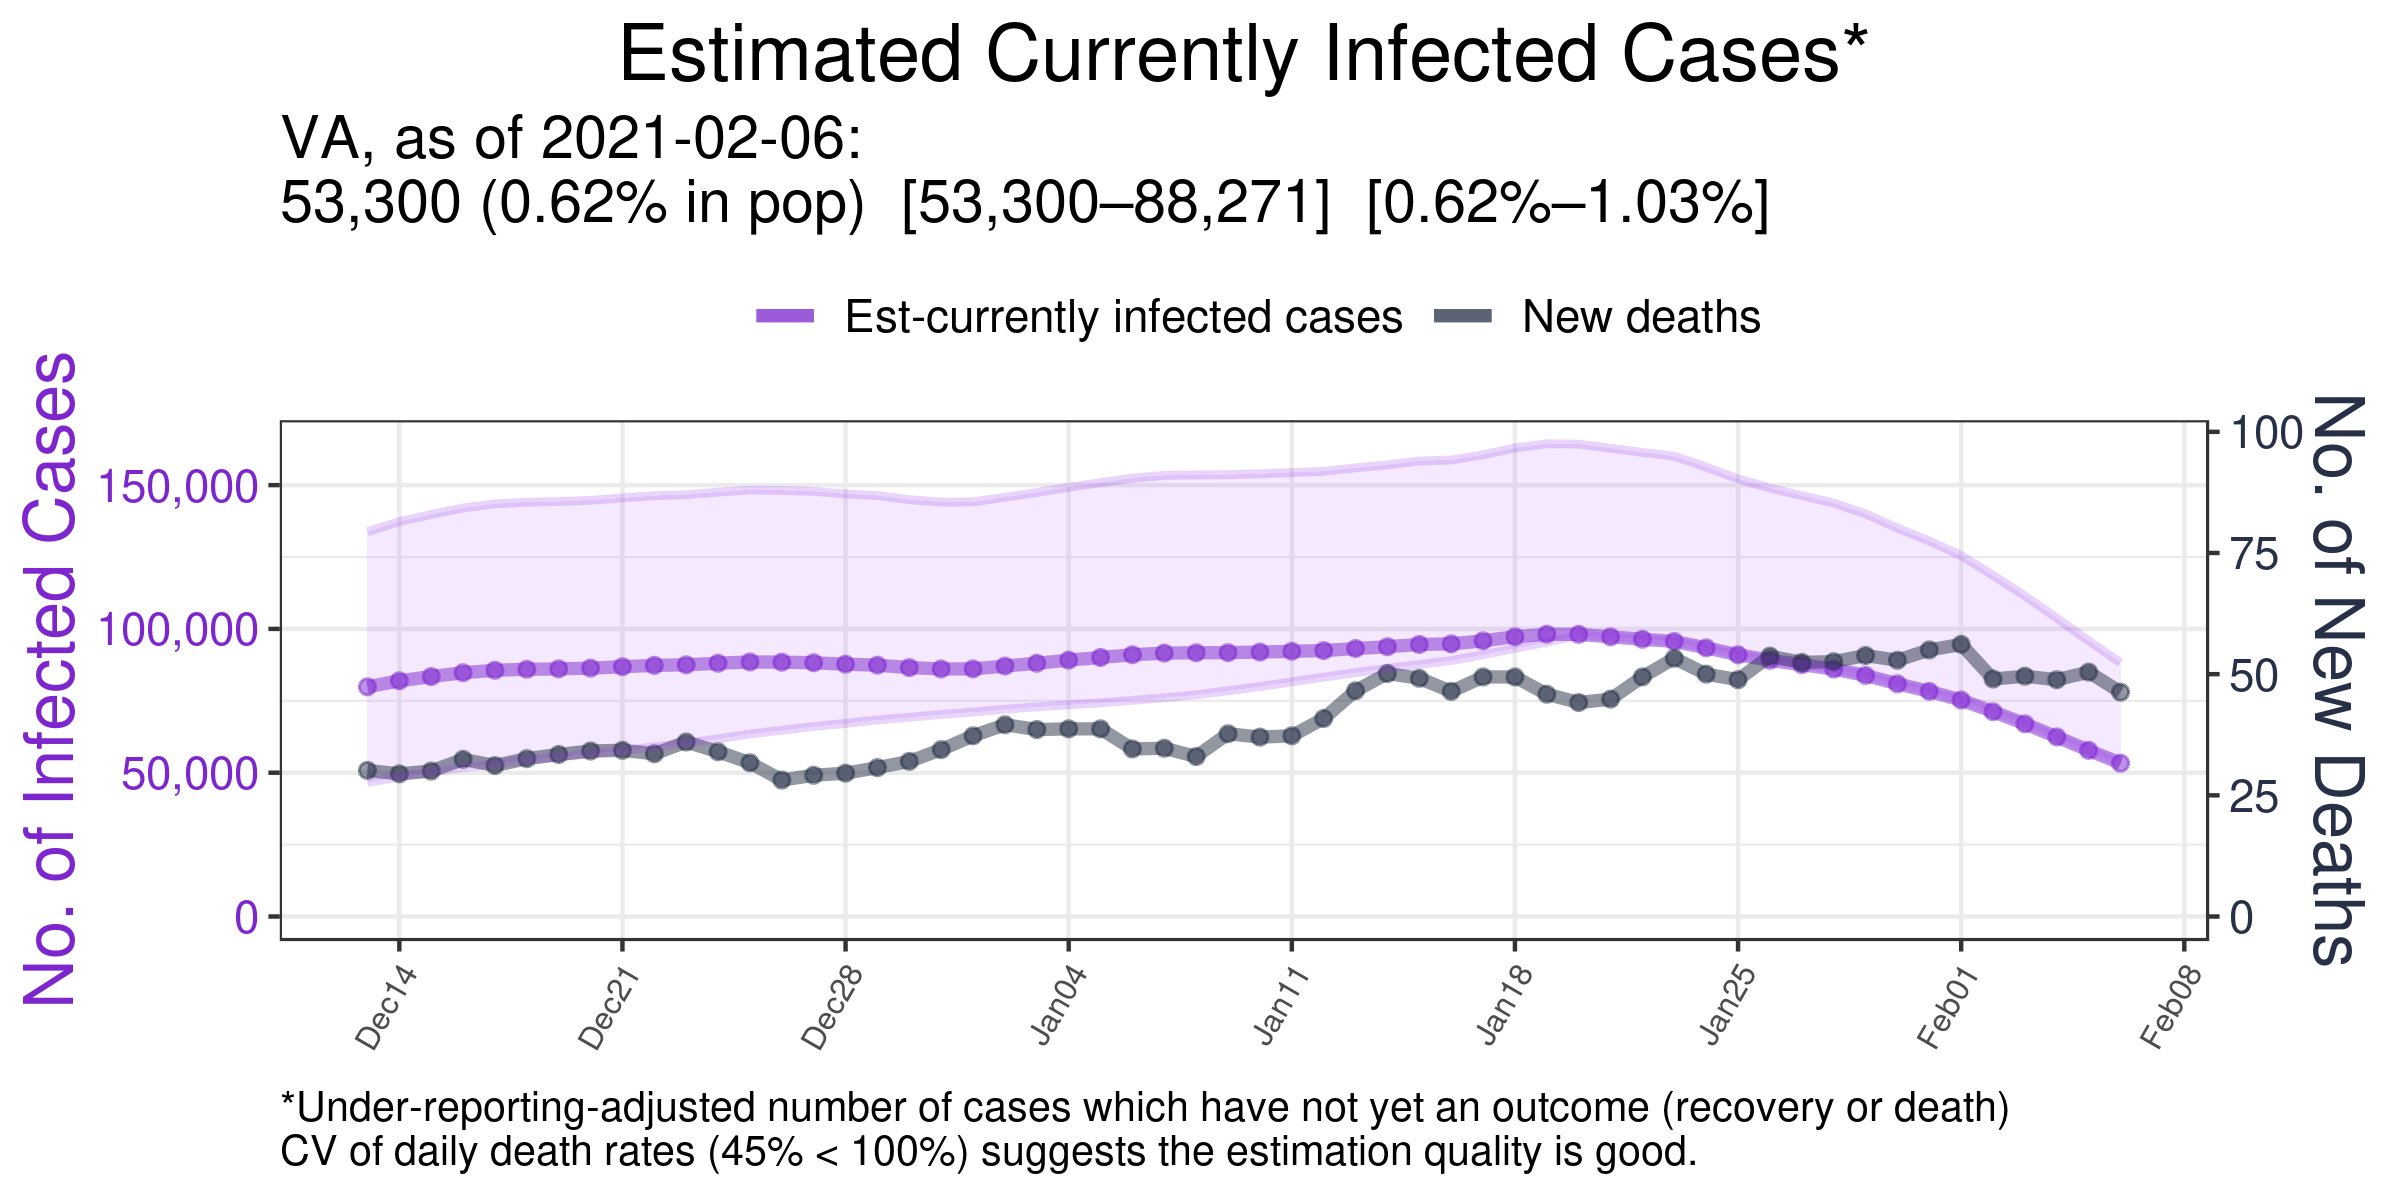 Estimated Currently Infected Cases*
VA, as of 2021-02-06:
53,300 (0.62% in pop)  [53,300–88,271]  [0.62%–1.03%]
Est-currently infected cases
New deaths
No. of Infected Cases
150,000
100,000
50,000
0
100
75
50
25
0
No. of New Deaths
Dec14
Dec21
Dec28
Jan04
Jan11
Jan18
Jan25
Feb01
Feb08
*Under-reporting-adjusted number of cases which have not yet an outcome (recovery or death)
CV of daily death rates (45% < 100%) suggests the estimation quality is good.